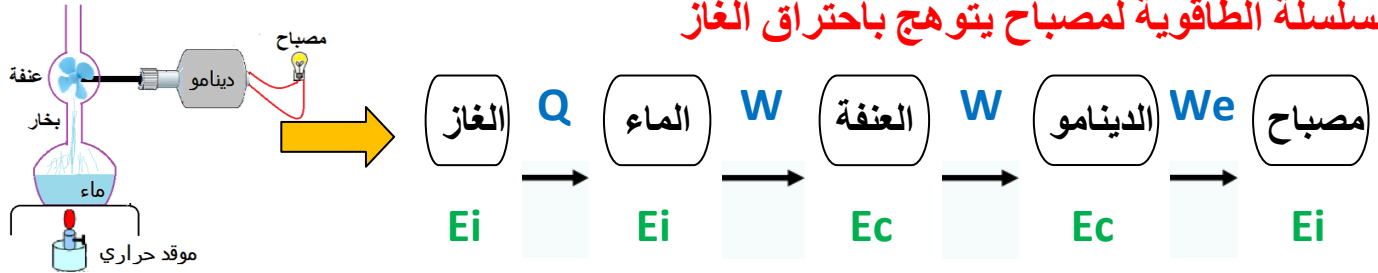 سلسلة الطاقوية لمصباح يتوهج باحتراق الغاز
مصباح
عنفة
دينامو
بخار
ماء
موقد حراري
الغاز Q الماء W العنفة W الدينامو We مصباح
Ei Ei Ec Ec Ei